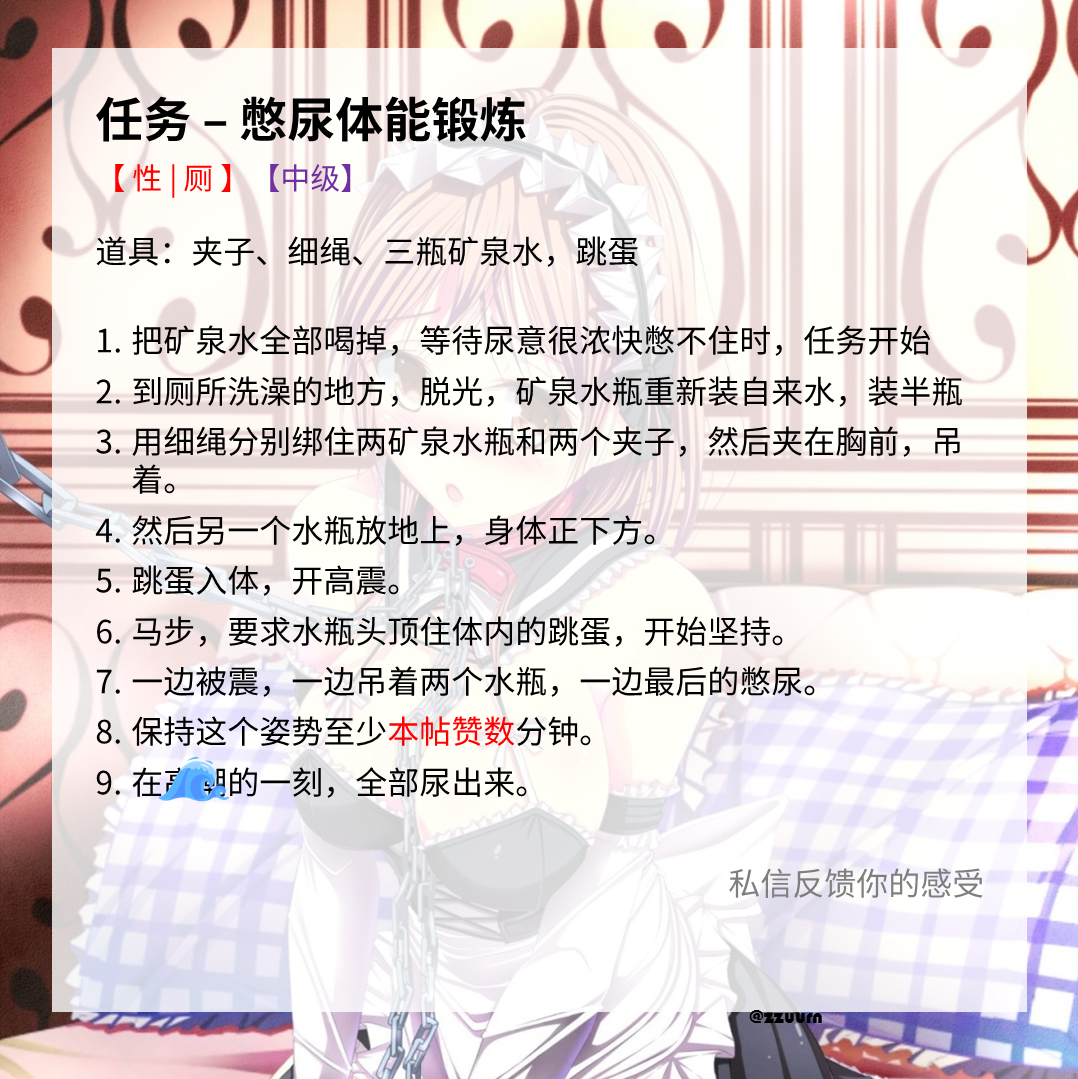 任务 – 憋尿体能锻炼
【 性 | 厕 】 【中级】
道具：夹子、细绳、三瓶矿泉水，跳蛋
1. 把矿泉水全部喝掉，等待尿意很浓快憋不住时，任务开始
2. 到厕所洗澡的地方，脱光，矿泉水瓶重新装自来水，装半瓶
3. 用细绳分别绑住两矿泉水瓶和两个夹子，然后夹在胸前，吊
着。
4. 然后另一个水瓶放地上，身体正下方。
5. 跳蛋入体，开高震。
6. 马步，要求水瓶头顶住体内的跳蛋，开始坚持。
7. 一边被震，一边吊着两个水瓶，一边最后的憋尿。
8. 保持这个姿势至少本帖赞数分钟。
9. 在高潮的一刻，全部尿出来。
私信反馈你的感受
@zzuurn